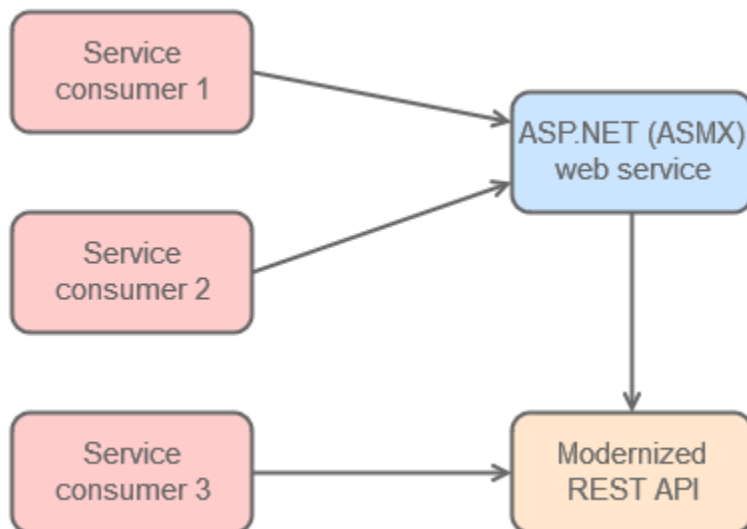 Service
consumer 1
ASP.NET (ASMX)
web service
Service
consumer 2
Service
consumer 3
Modernized
REST API